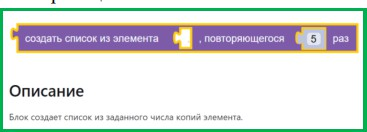 создать список из элемента , повторяющегося 5 раз
Описание
Блок создает список из заданного числа копий элемента.